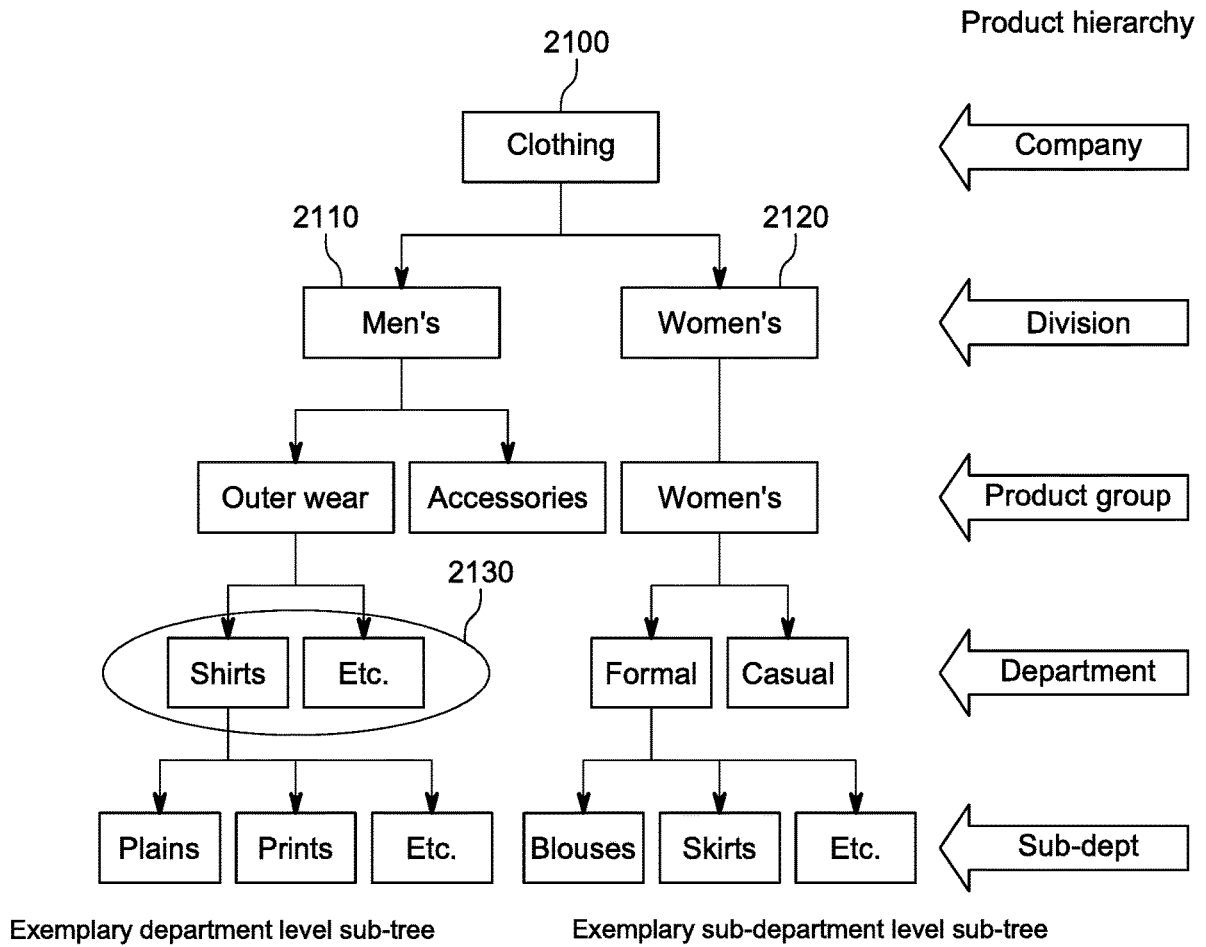 Product hierarchy
2100
Clothing
Company
2110
2120
Men's
Women's
Division
Outer wear
Accessories
Women's
Product group
2130
Shirts
Etc.
Formal
Casual
Department
Plains
Prints
Etc.
Blouses
Skirts
Etc.
Sub-dept
Exemplary department level sub-tree
Exemplary sub-department level sub-tree